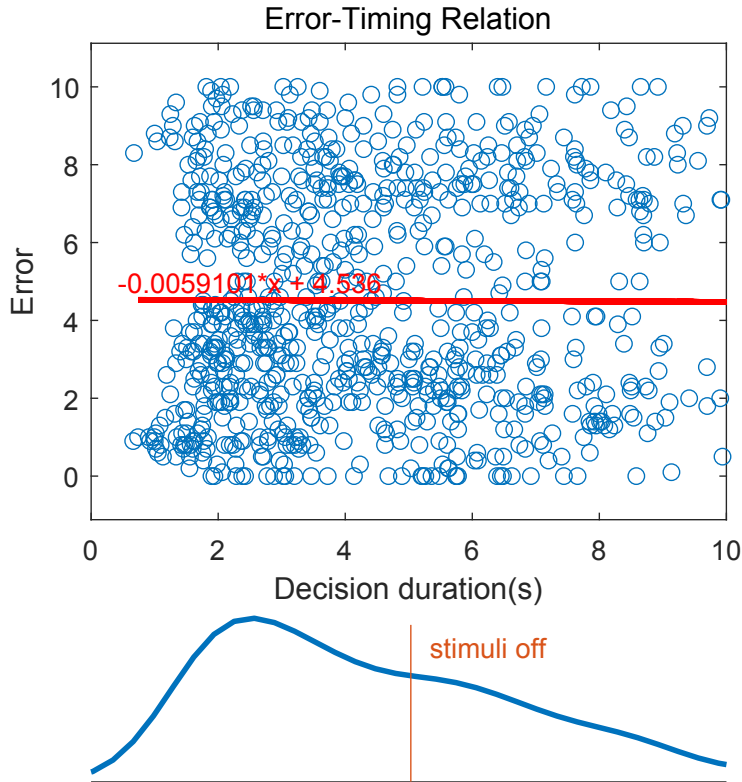 Error-Timing Relation
Error
10
8
6
4
2
0
-0.0059101*x + 4.536
0 2 4 6 8 10
Decision duration(s)
stimuli off